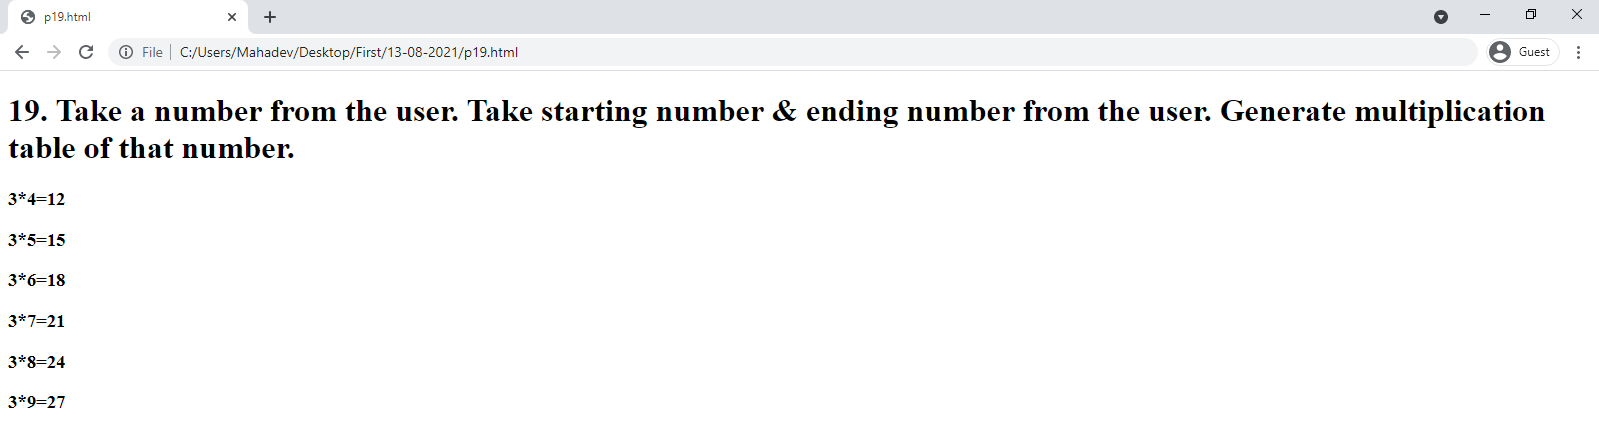 p19.html
File
C:/Users/Mahadev/Desktop/First/13-08-2021/p19.html
Guest
19. Take a number from the user. Take starting number & ending number from the user. Generate multiplication
table of that number.
3*4=12
3*5=15
3*6=18
3*7=21
3*8=24
3*9=27